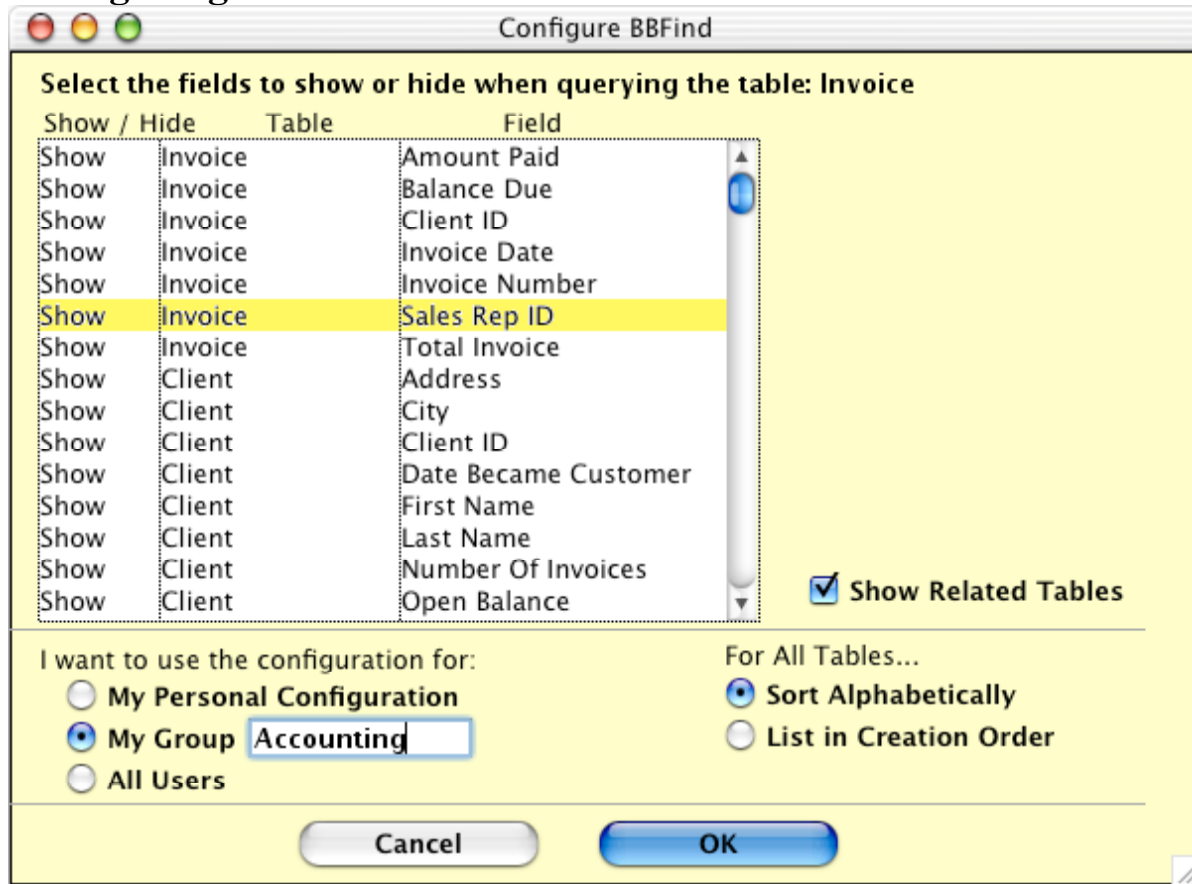 Configure BBFind
Select the fields to show or hide when querying the table: Invoice
Show / Hide Table Field
Show Invoice Amount Paid
Show Invoice Balance Due
Show Invoice Client ID
Show Invoice Invoice Date
Show Invoice Invoice Number
Show Invoice Sales Rep ID
Show Invoice Total Invoice
Show Client Address
Show Client City
Show Client Client ID
Show Client Date Became Customer
Show Client First Name
Show Client Last Name
Show Client Number Of Invoices
Show Client Open Balance
Show Related Tables
I want to use the configuration for:
My Personal Configuration
My Group Accounting
All Users
For All Tables...
Sort Alphabetically
List in Creation Order
Cancel OK